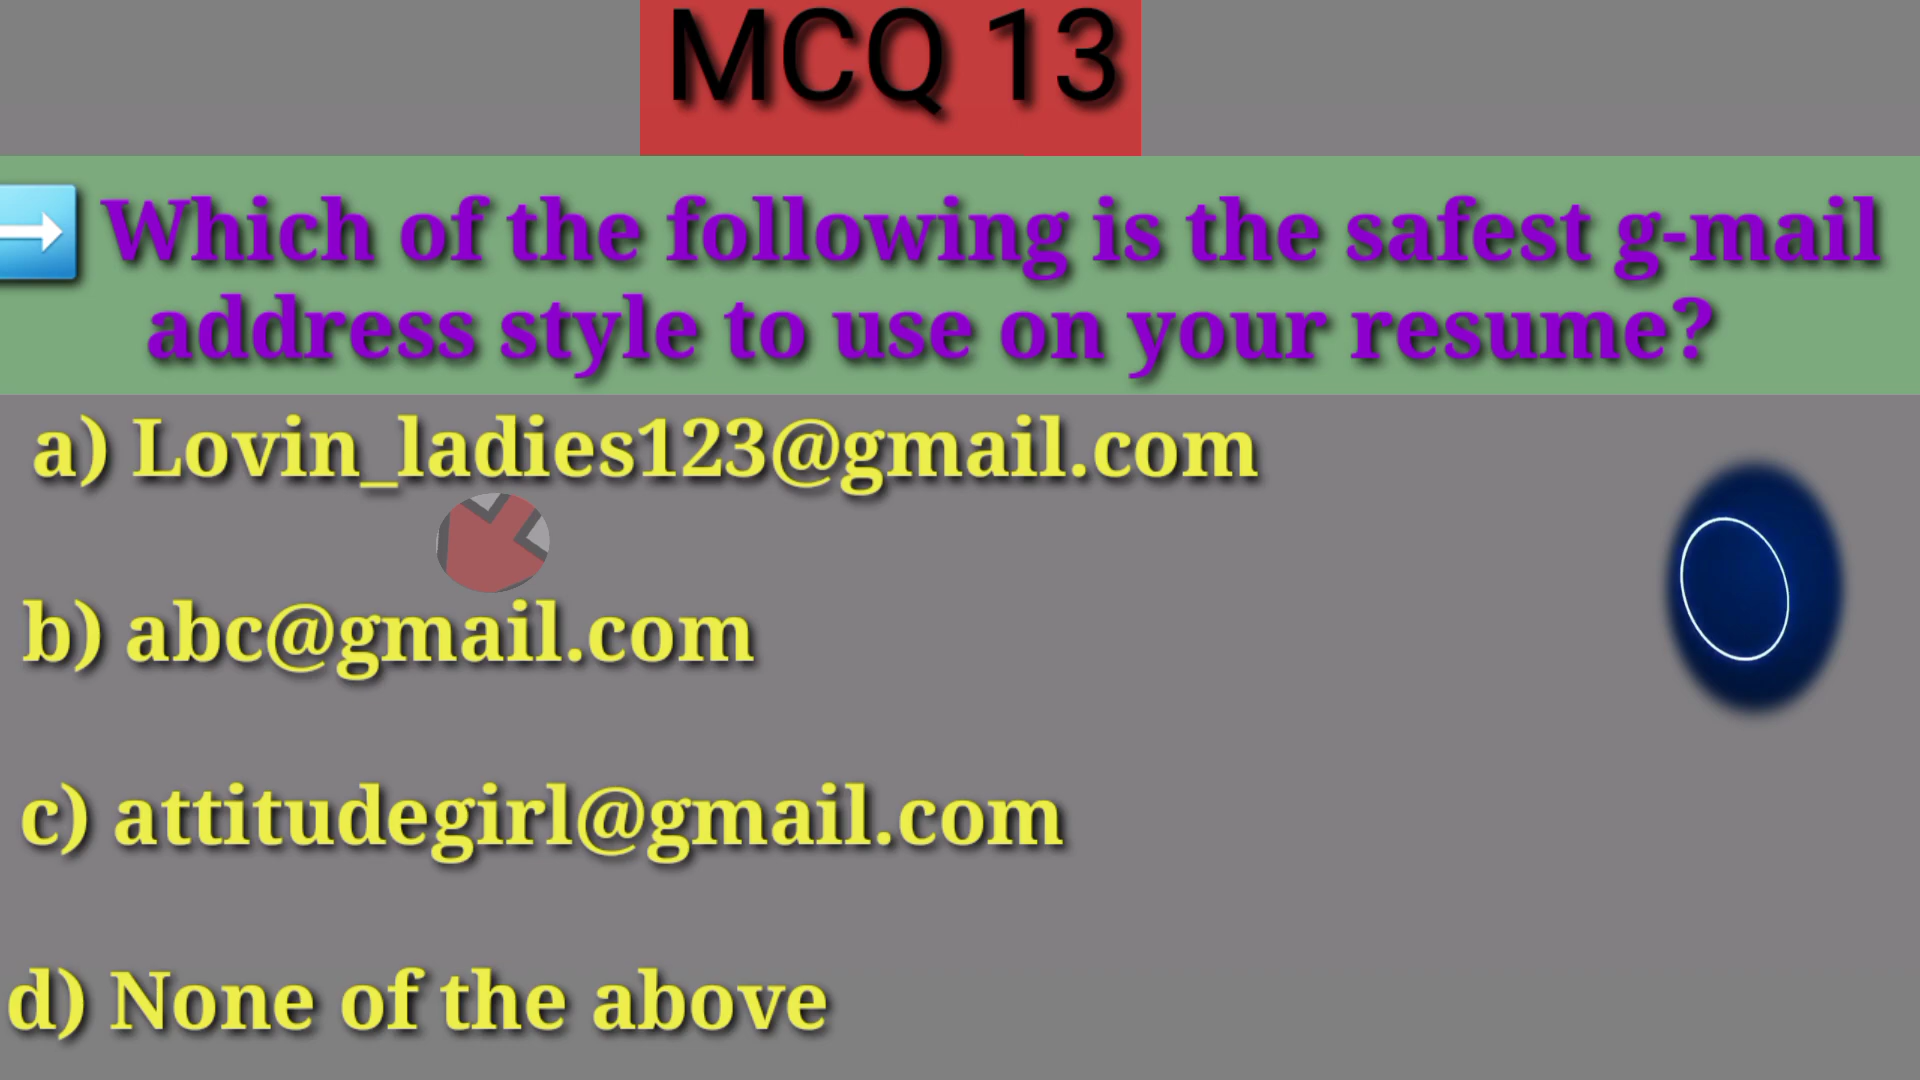 MCQ 13
Which of the following is the safest g-mail
address style to use on your resume?
a) Lovin_ladies123@gmail.com
b) abc@gmail.com
c) attitudegirl@gmail.com
d) None of the above